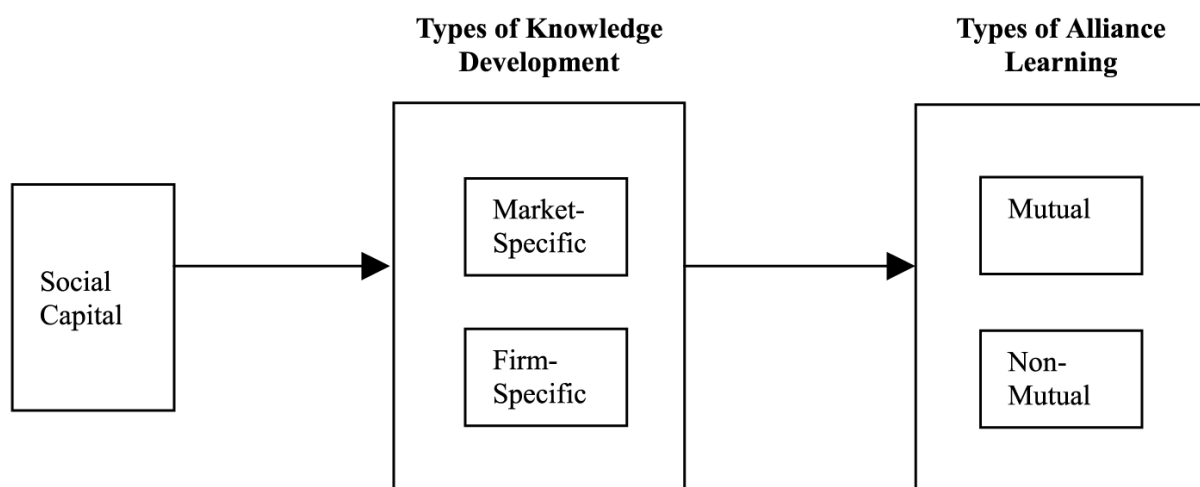 Types of Knowledge
Development
Types of Alliance
Learning
Social
Capital
Market-
Specific
Firm-
Specific
Mutual
Non-
Mutual